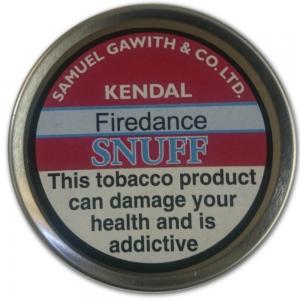 SAMUEL GAWITH & CO. LTD.
KENDAL
Firedance
SNUFF
This tobacco product
can damage your
health and is
addictive